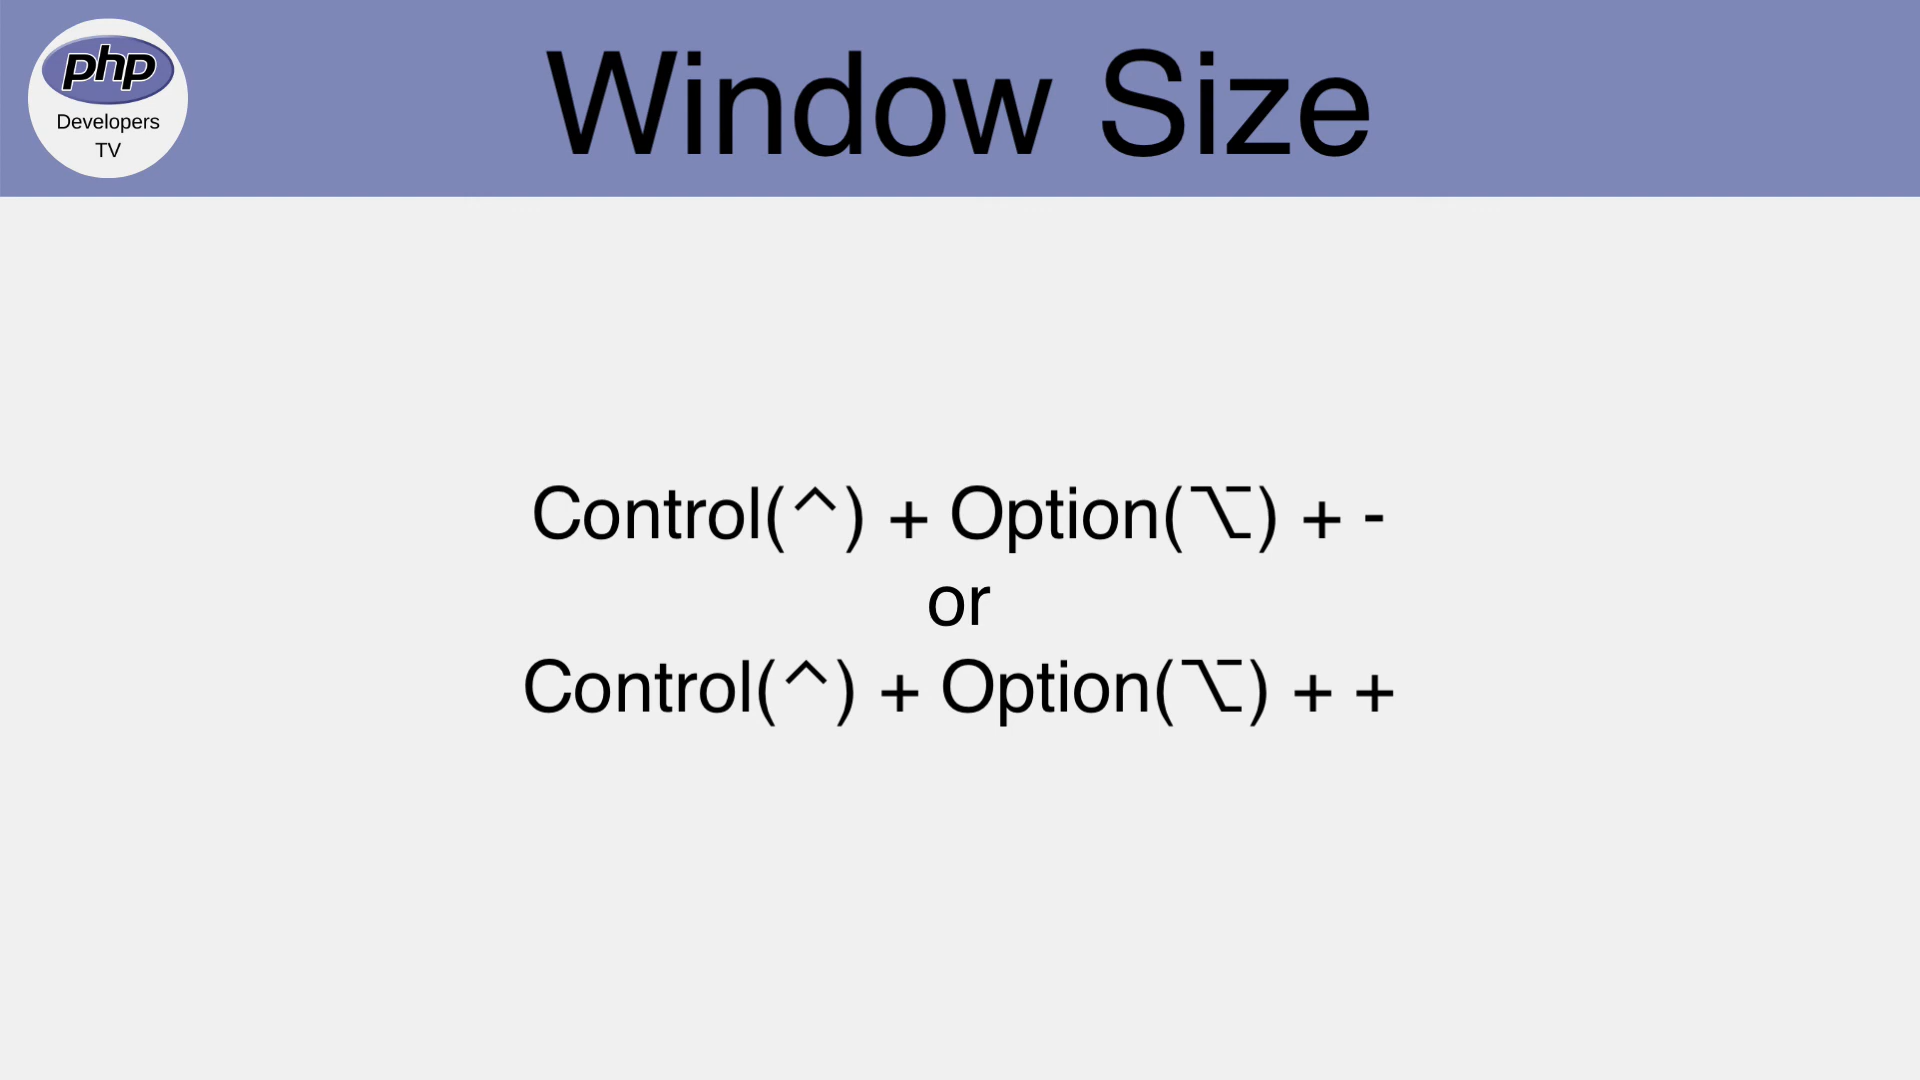 php
Developers
TV
Window Size
Control(^) + Option(⌥) + -
or
Control(^) + Option(⌥) + +